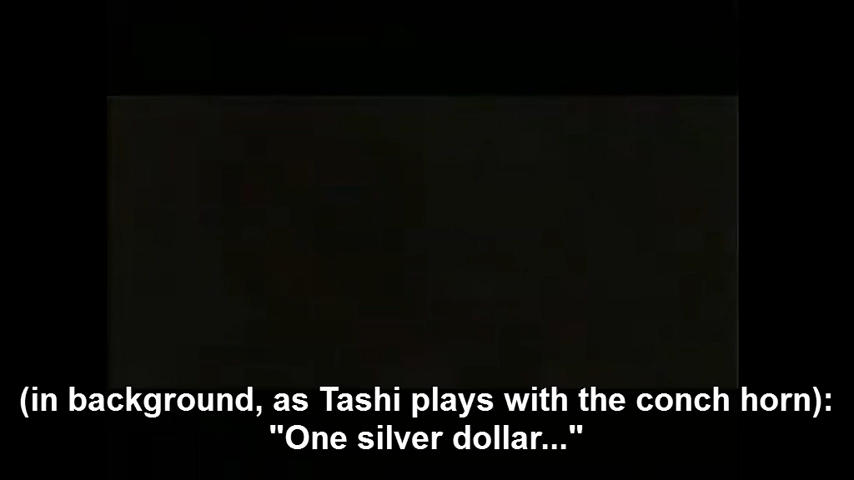 (in background, as Tashi plays with the conch horn):
"One silver dollar..."